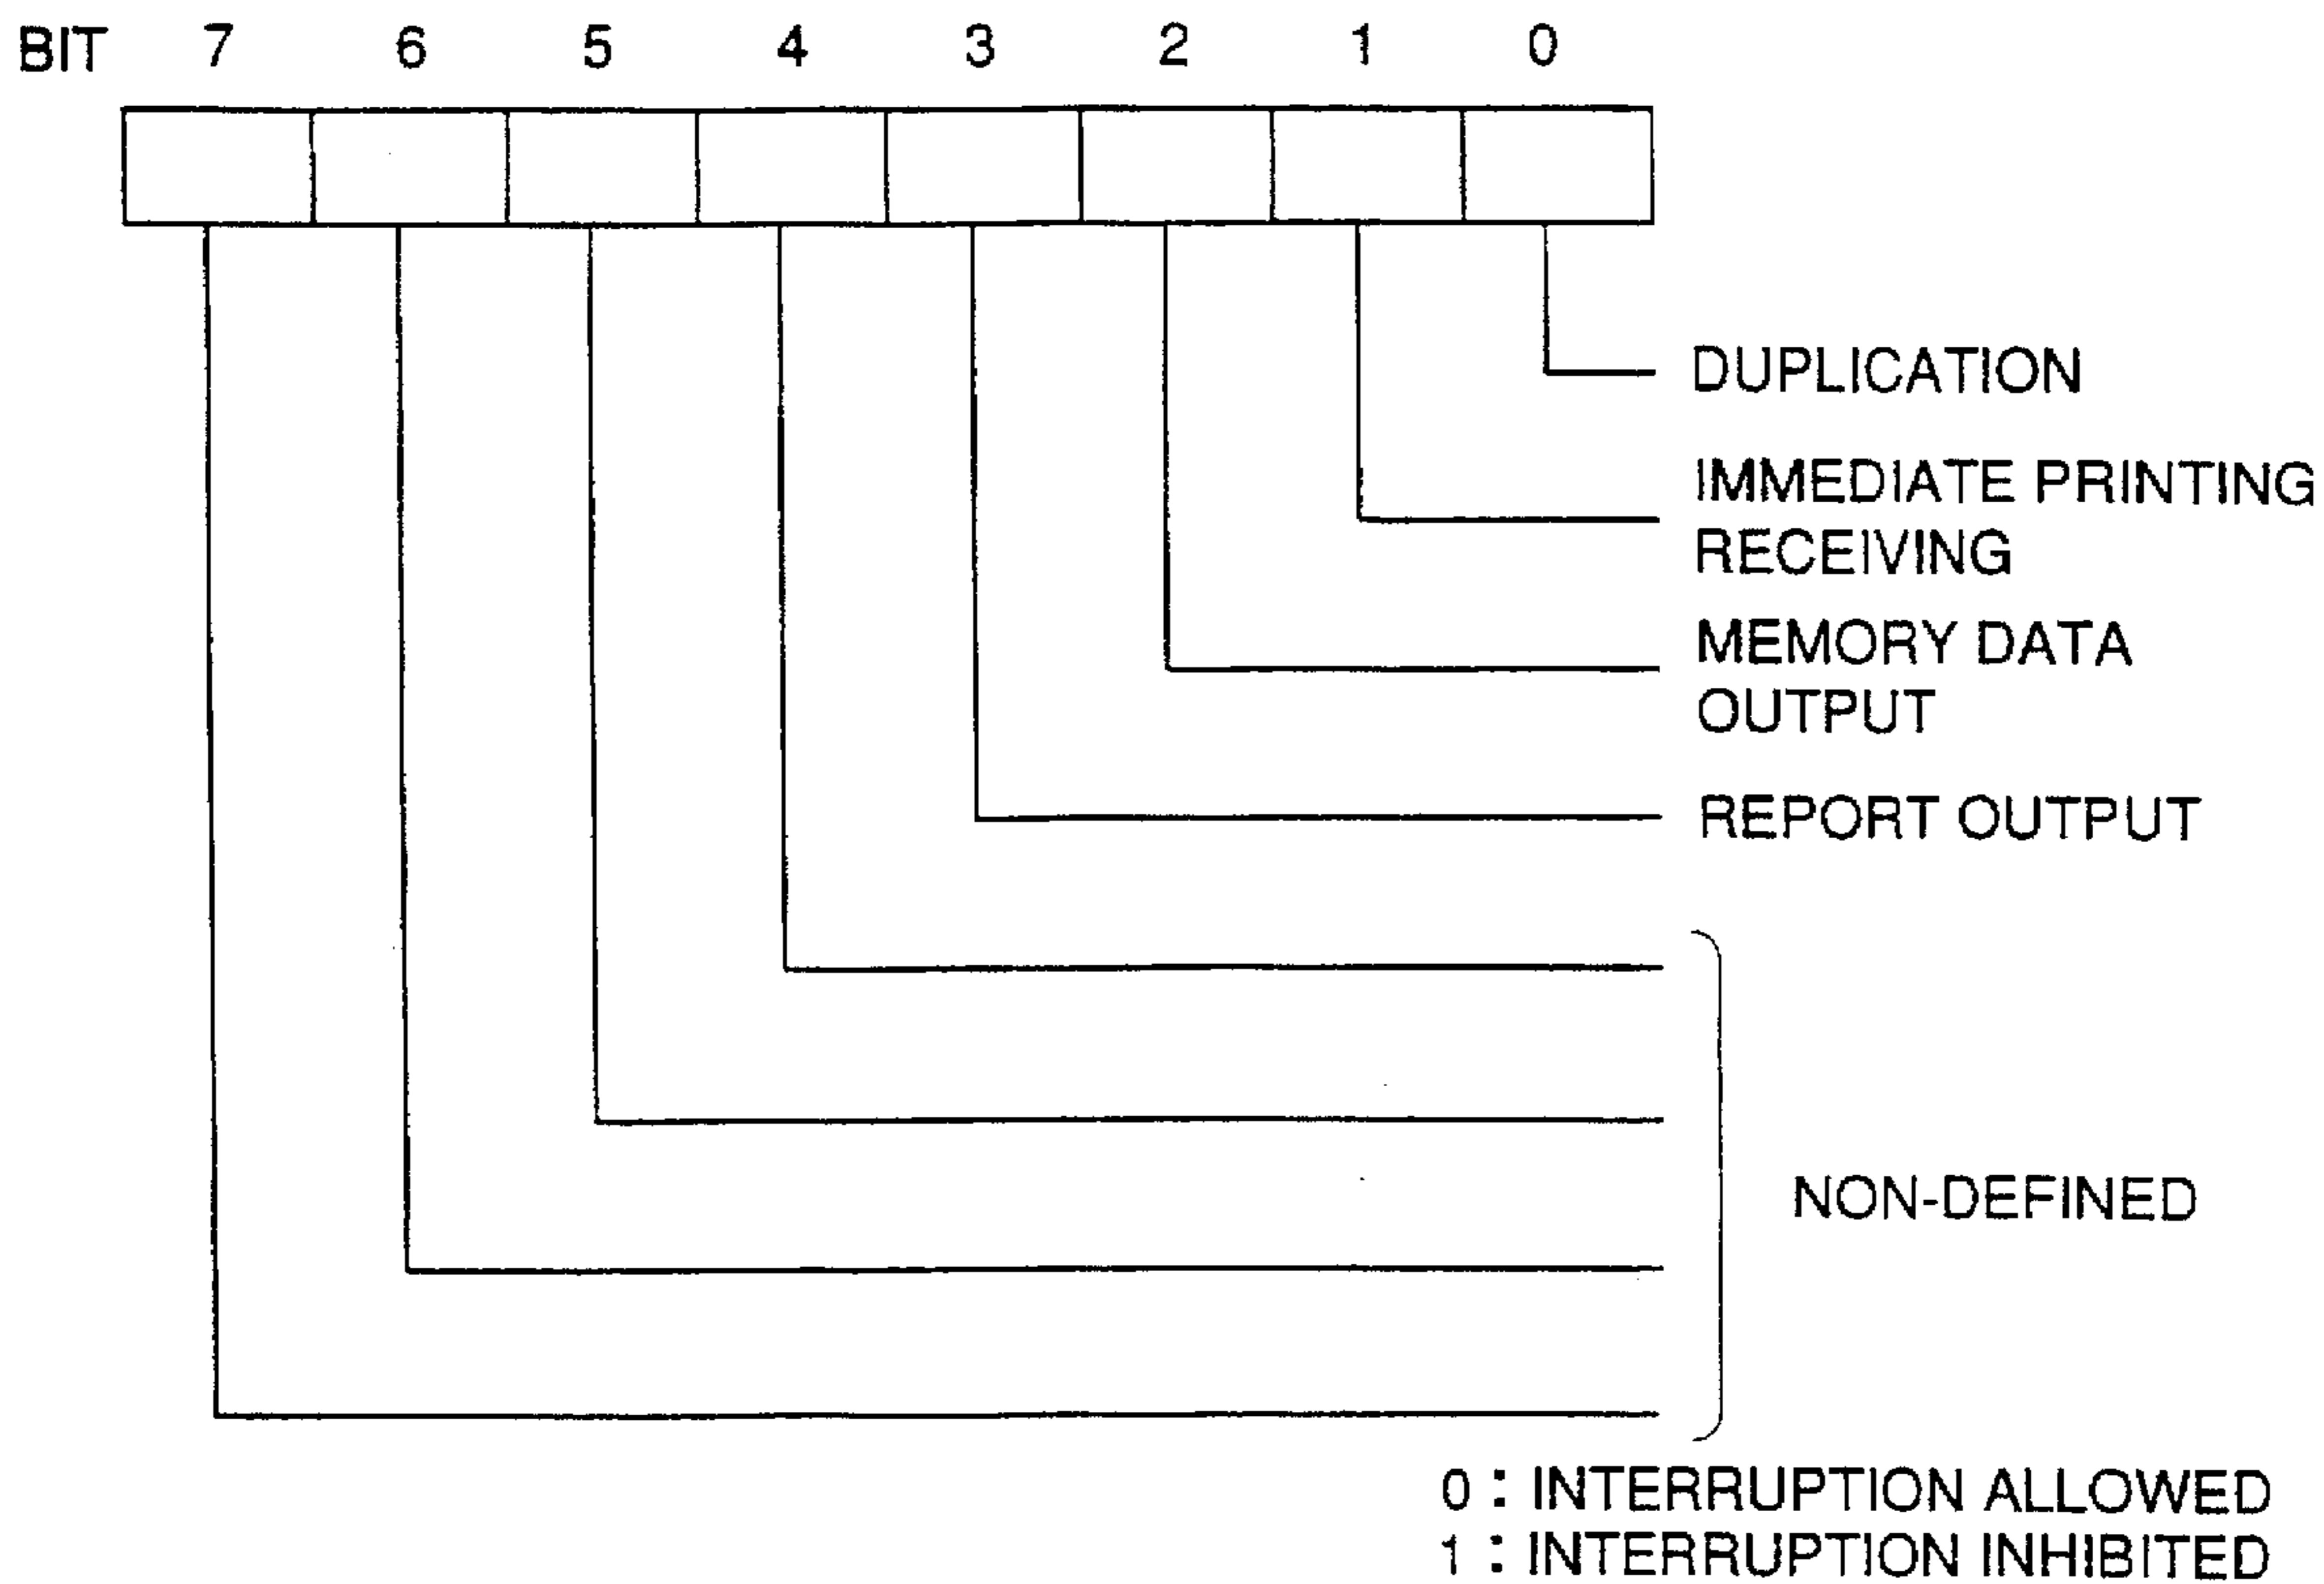 BIT 7 6 5 4 3 2 1 0
DUPLICATION
IMMEDIATE PRINTING
RECEIVING
MEMORY DATA
OUTPUT
REPORT OUTPUT
NON-DEFINED
0 : INTERRUPTION ALLOWED
1 : INTERRUPTION INHIBITED